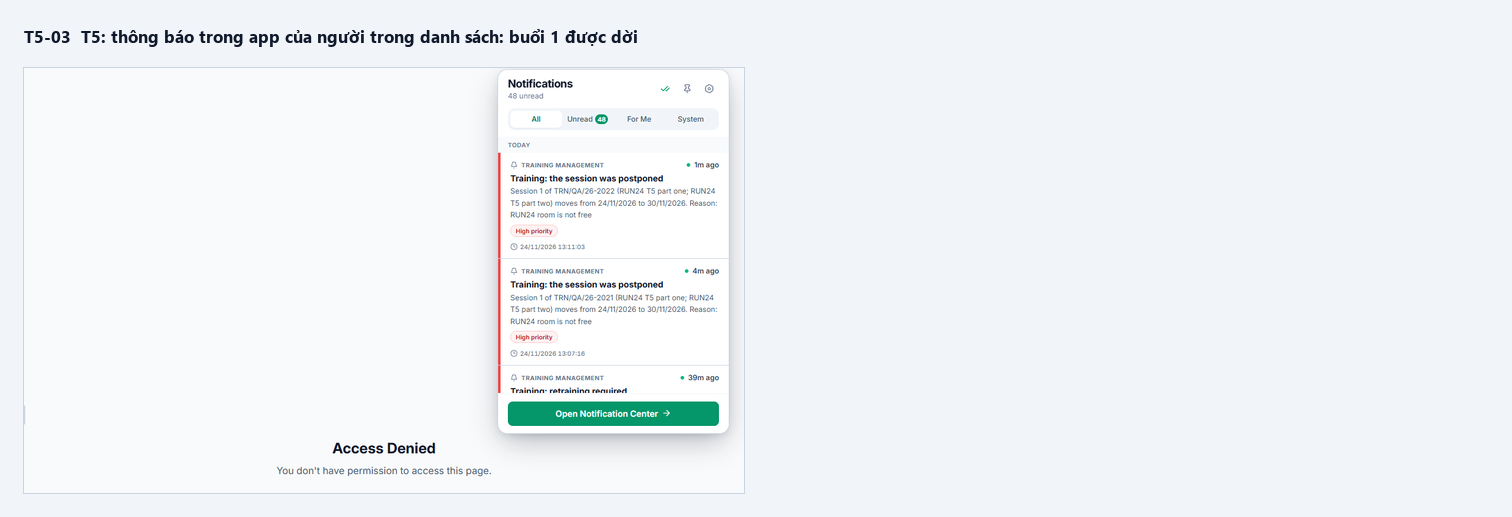 T5-03 T5: thông báo trong app của người trong danh sách: buổi 1 được dời
Notifications
48 unread
All
Unread 48
For Me
System
TODAY
TRAINING MANAGEMENT
1m ago
Training: the session was postponed
Session 1 of TRN/QA/26-2022 (RUN24 T5 part one; RUN24
T5 part two) moves from 24/11/2026 to 30/11/2026. Reason:
RUN24 room is not free
High priority
24/11/2026 13:11:03
TRAINING MANAGEMENT
4m ago
Training: the session was postponed
Session 1 of TRN/QA/26-2021 (RUN24 T5 part one; RUN24
T5 part two) moves from 24/11/2026 to 30/11/2026. Reason:
RUN24 room is not free
High priority
24/11/2026 13:07:16
TRAINING MANAGEMENT
39m ago
Training: retraining required
Open Notification Center →
Access Denied
You don't have permission to access this page.